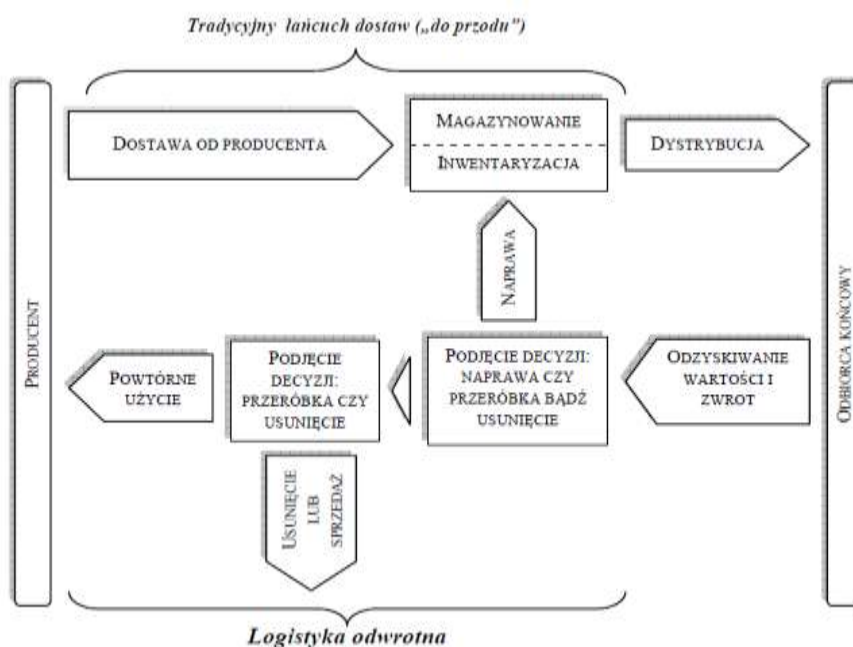 Tradycyjny łańcuch dostaw („do przodu”)
DOSTAWA OD PRODUCENTA
MAGAZYNOWANIE
INWENTARYZACJA
DYSTRYBUCJA
PRODUCENT
NAPRAWA
ODBIORCA KOŃCOWY
POWTÓRNE
UŻYCIE
PODJĘCIE
DECYZJI:
PRZERÓBKA CZY
USUNIĘCIE
PODJĘCIE DECYZJI:
NAPRAWA CZY
PRZERÓBKA BĄDŹ
USUNIĘCIE
ODZYSKIWANIE
WARTOŚCI I
ZWROT
USUNIĘCIE
LUB
SPRZEDAŻ
Logistyka odwrotna